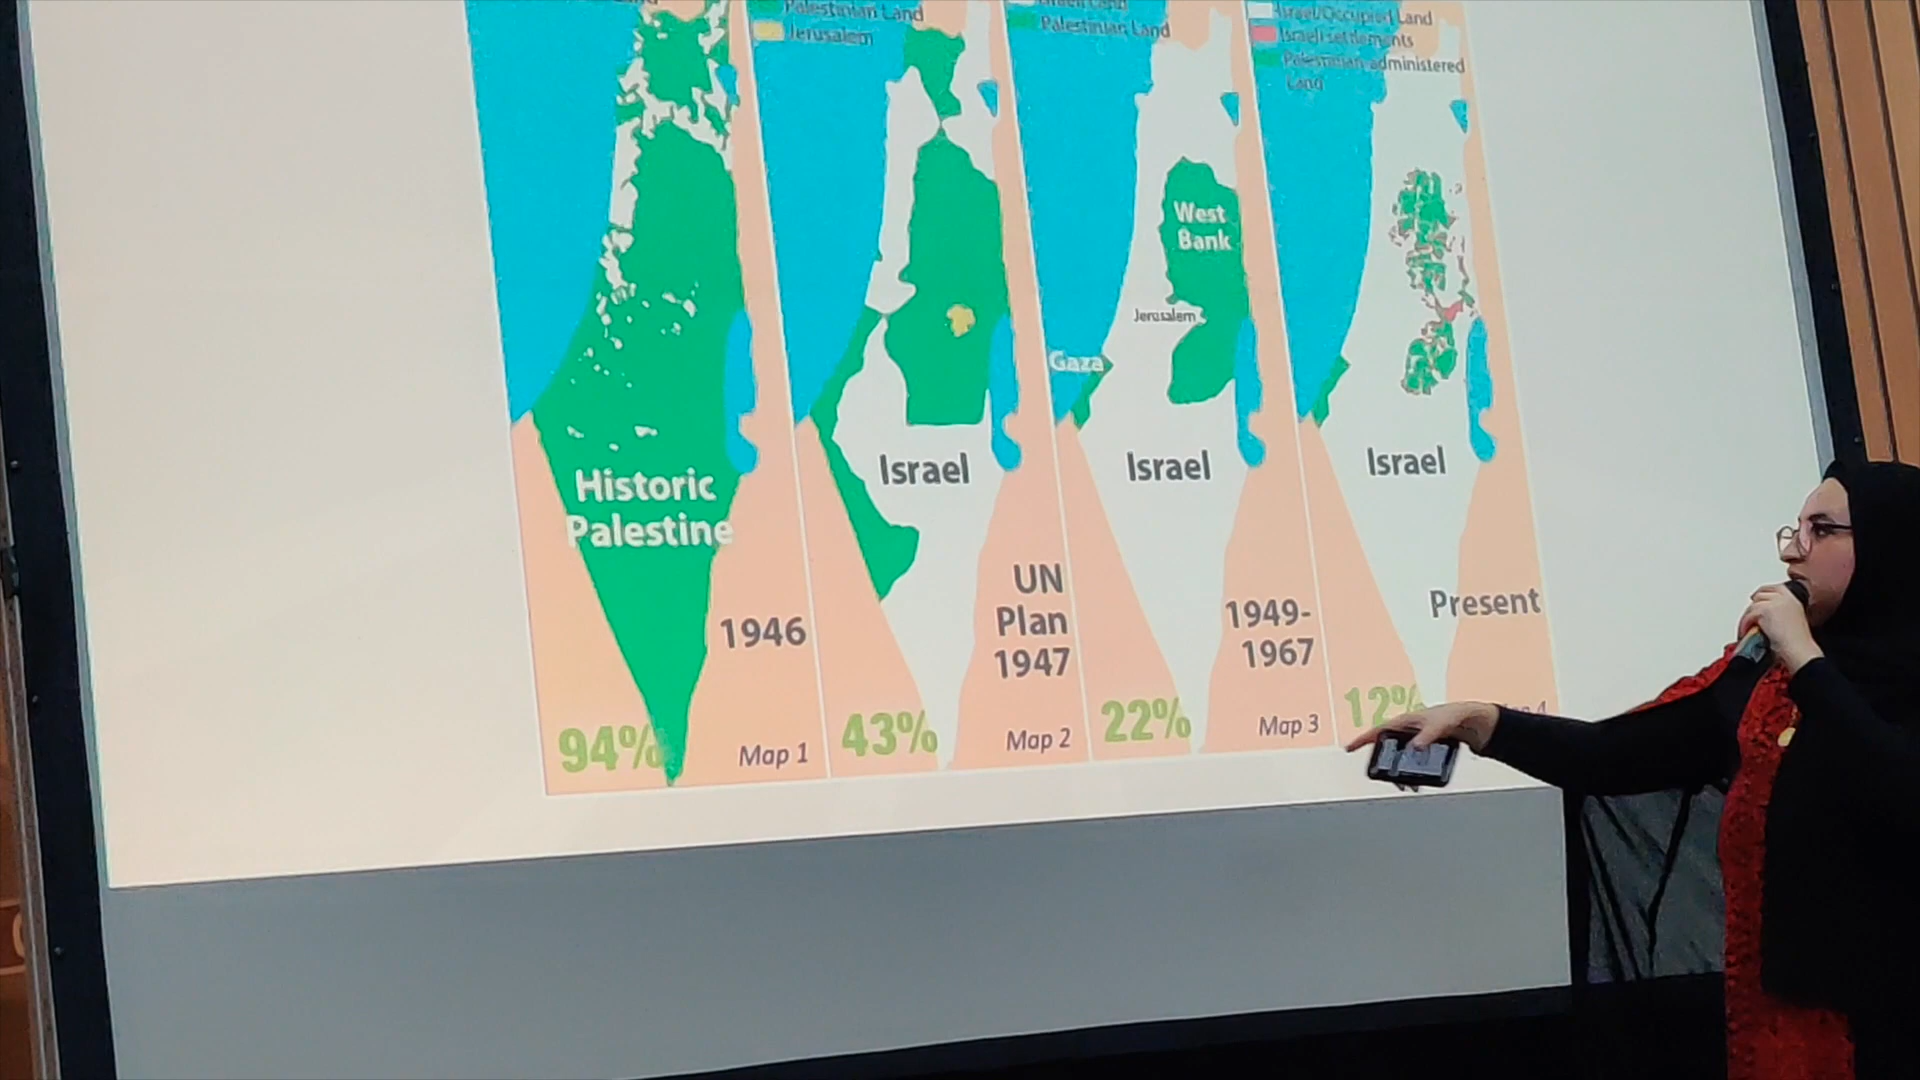 Palestinian Land
Jerusalem
Historic
Palestine
1946
94%
Map 1
Israel
UN
Plan
1947
43%
Map 2
Palestinian Land
West
Bank
Jerusalem
Gaza
Israel
1949-
1967
22%
Map 3
Israel/Occupied Land
Israeli settlements
Palestinian administered
Land
Israel
Present
12%